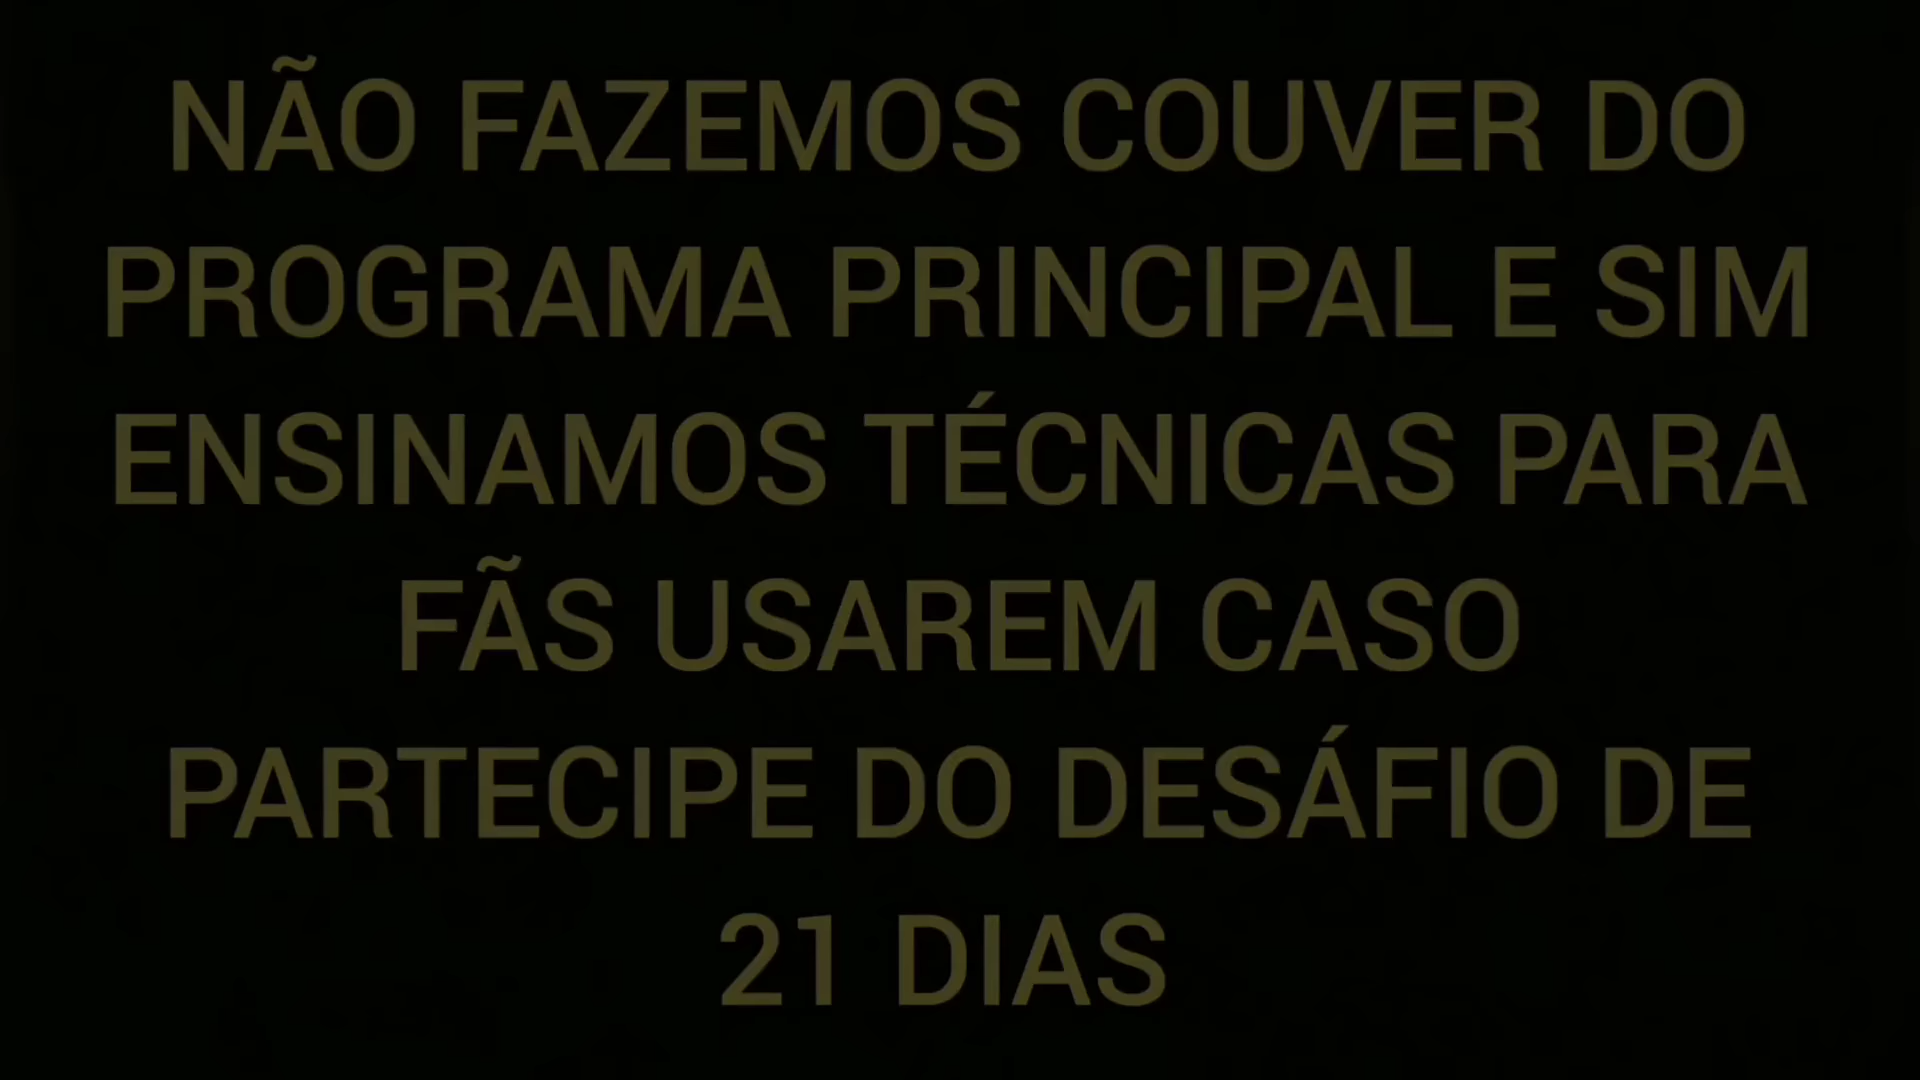 NÃO FAZEMOS COUVER DO
PROGRAMA PRINCIPAL E SIM
ENSINAMOS TÉCNICAS PARA
FÃS USAREM CASO
PARTECIPE DO DESÁFIO DE
21 DIAS